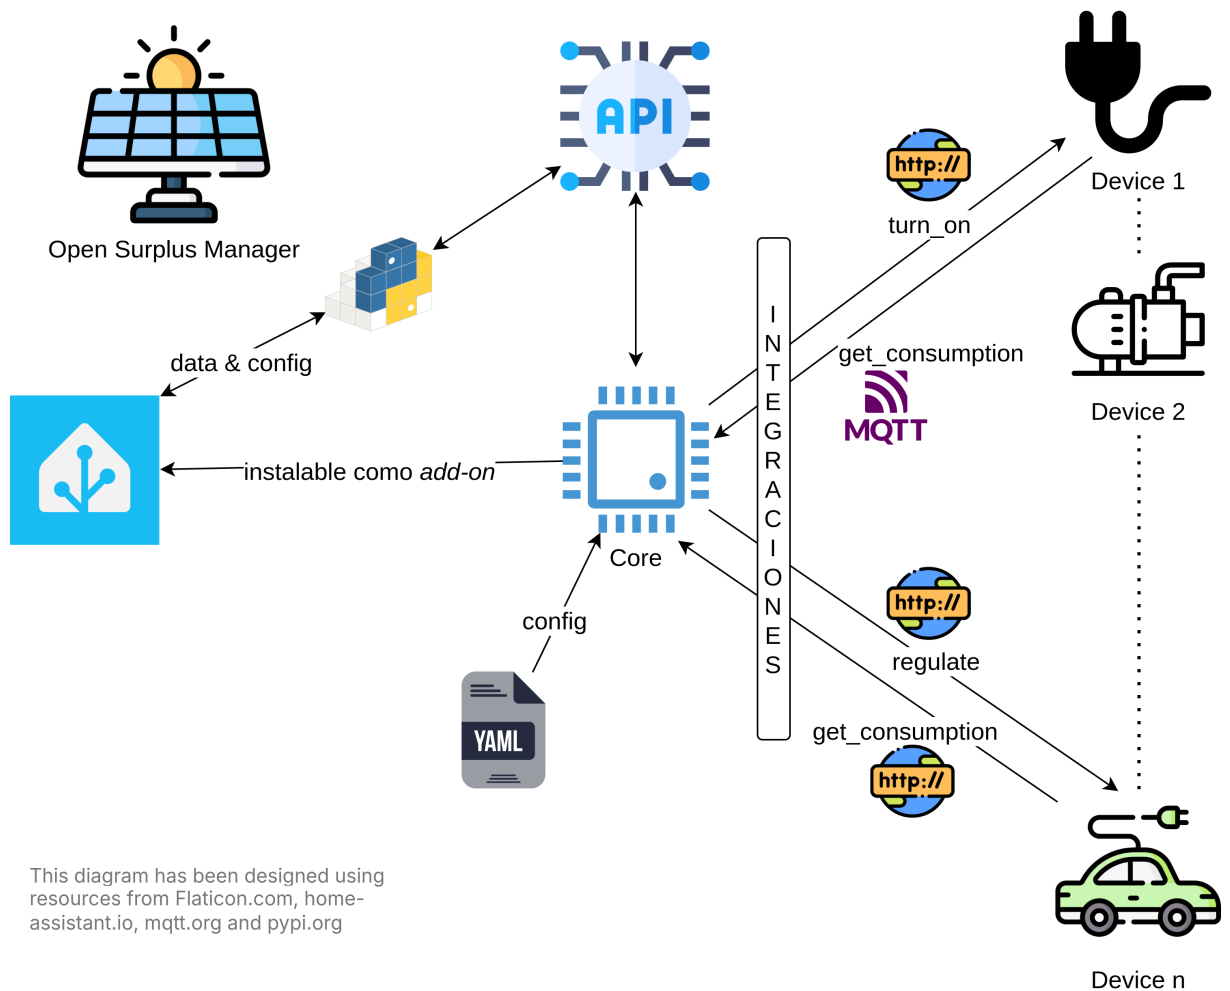 API
http://
Device 1
turn_on
Open Surplus Manager
INTEGRACIONES
get_consumption
data & config
MQTT
Device 2
instalable como add-on
Core
http://
config
regulate
YAML
get_consumption
http://
This diagram has been designed using
resources from Flaticon.com, home-
assistant.io, mqtt.org and pypi.org
Device n